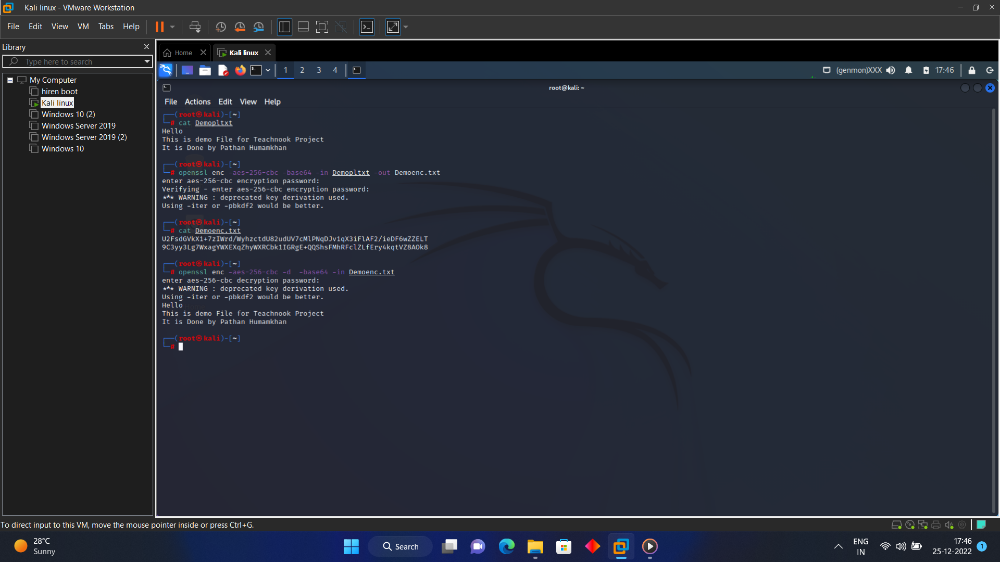 Kali linux - VMware Workstation
File Edit View VM Tabs Help
Library
Type here to search
My Computer
hiren boot
Kali linux
Windows 10 (2)
Windows Server 2019
Windows Server 2019 (2)
Windows 10
Home
Kali linux
1 2 3 4
(genmon)XXX 17:46
root@kali: ~
File Actions Edit View Help
┌──(root㉿kali)-[~]
└─# cat Demopltxt
Hello
This is demo File for Teachnook Project
It is Done by Pathan Humamkhan
┌──(root㉿kali)-[~]
└─# openssl enc -aes-256-cbc -base64 -in Demopltxt -out Demoenc.txt
enter aes-256-cbc encryption password:
Verifying - enter aes-256-cbc encryption password:
*** WARNING : deprecated key derivation used.
Using -iter or -pbkdf2 would be better.
┌──(root㉿kali)-[~]
└─# cat Demoenc.txt
U2FsdGVkX1+7zIWrd/WyhzctdU82udUV7cMlPNqDJv1qX3iFlAF2/ieDF6wZZELT
9C3yy3Lg7WxagYWXEXqZhyWXRCbk1IGRgE+QQShsFMhRFclZLfEry4kqtVZ8AOk8
┌──(root㉿kali)-[~]
└─# openssl enc -aes-256-cbc -d  -base64 -in Demoenc.txt
enter aes-256-cbc decryption password:
*** WARNING : deprecated key derivation used.
Using -iter or -pbkdf2 would be better.
Hello
This is demo File for Teachnook Project
It is Done by Pathan Humamkhan
┌──(root㉿kali)-[~]
└─#
To direct input to this VM, move the mouse pointer inside or press Ctrl+G.
28°C
Sunny
Search
ENG
IN
17:46
25-12-2022
1